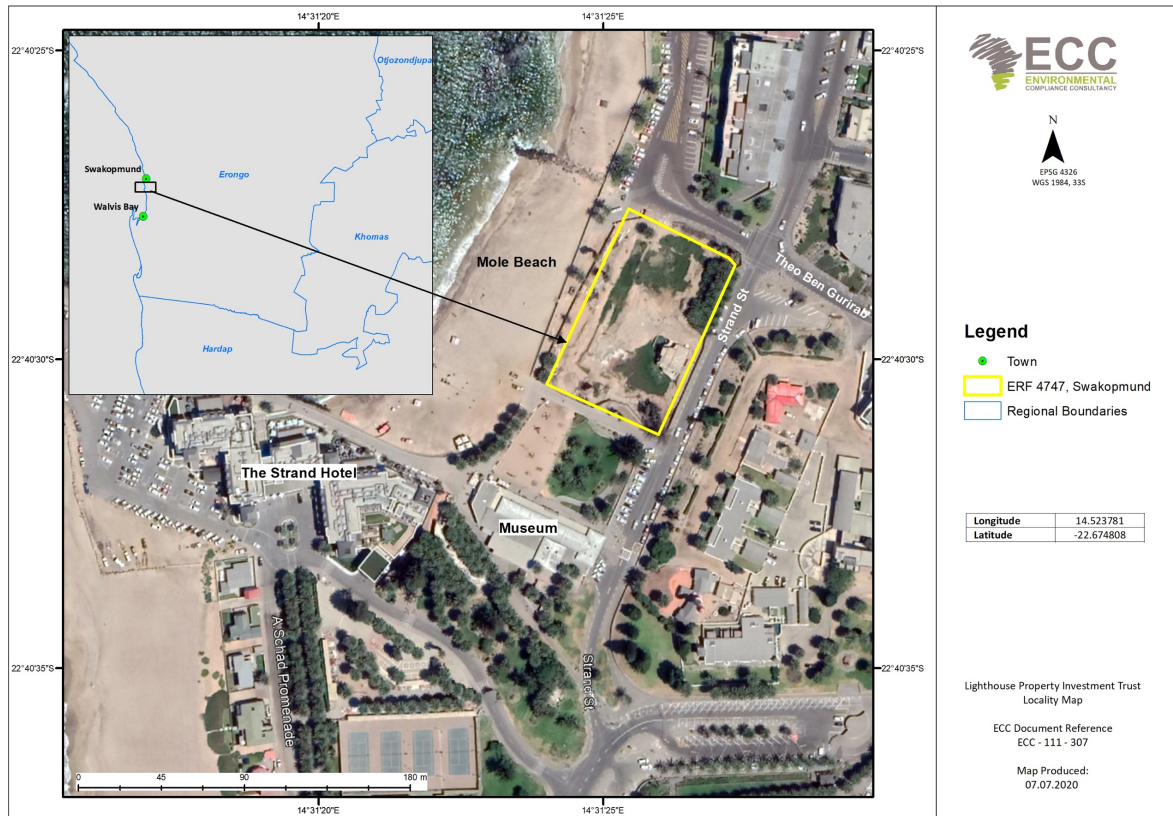 14°31'20"E
14°31'25"E
22°40'25"S
22°40'25"S
Otjozondjupa
Swakopmund
Erongo
Walvis Bay
Khomas
Hardap
Mole Beach
Theo Ben Gurirab
Strand St
22°40'30"S
22°40'30"S
The Strand Hotel
Museum
A Schad Promenade
Strand St
22°40'35"S
22°40'35"S
0 45 90 180 m
14°31'20"E
14°31'25"E
ECC
ENVIRONMENTAL
COMPLIANCE CONSULTANCY
N
EPSG 4326
WGS 1984, 33S
Legend
Town
ERF 4747, Swakopmund
Regional Boundaries
Longitude 14.523781
Latitude -22.674808
Lighthouse Property Investment Trust
Locality Map
ECC Document Reference
ECC - 111 - 307
Map Produced:
07.07.2020